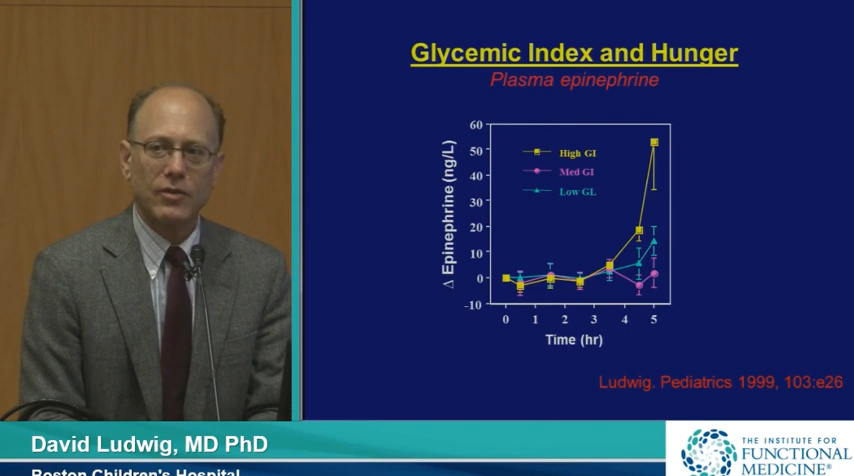 Glycemic Index and Hunger
Plasma epinephrine
Δ Epinephrine (ng/L)
60
50
40
30
20
10
0
-10
High GI
Med GI
Low GL
0 1 2 3 4 5
Time (hr)
Ludwig. Pediatrics 1999, 103:e26
David Ludwig, MD PhD
Boston Children's Hospital
THE INSTITUTE FOR
FUNCTIONAL
MEDICINE®